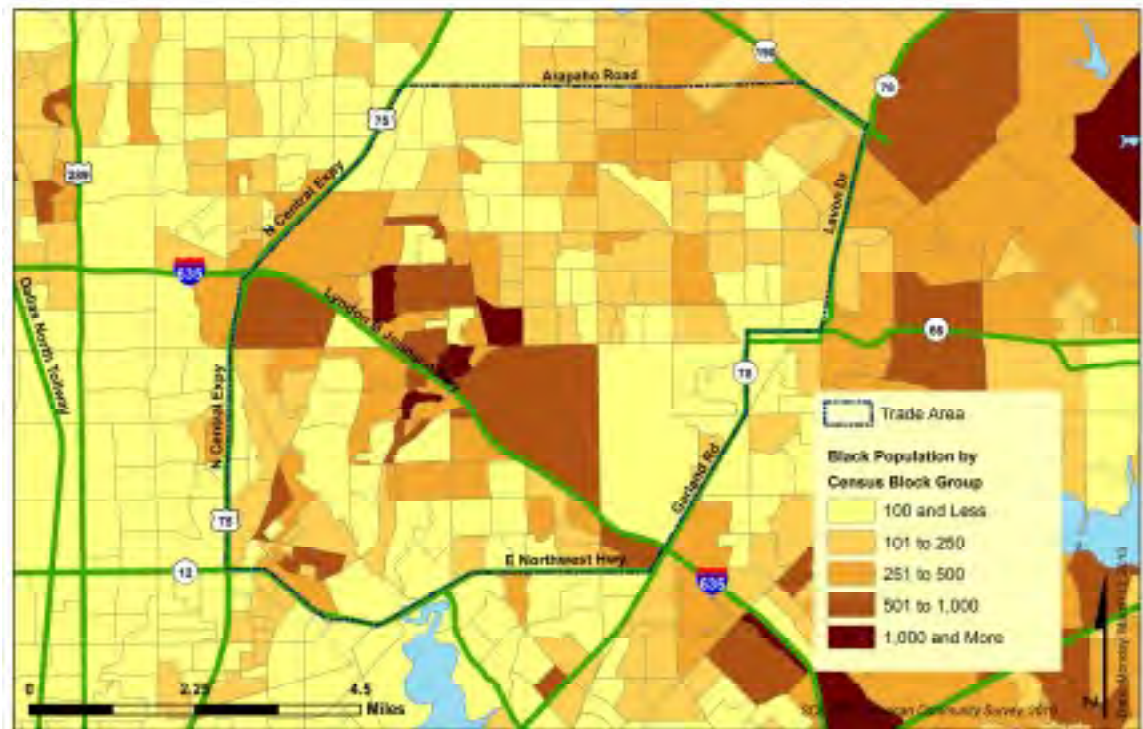 190
Arapaho Road
78
75
289
N Central Expy
Lavon Dr
635
Dallas North Tollway
Lyndon B Johnson
66
78
N Central Expy
Garland Rd
Trade Area
Black Population by
Census Block Group
100 and Less
101 to 250
251 to 500
501 to 1,000
1,000 and More
75
12
E Northwest Hwy
635
0 2.25 4.5
Miles
N
Community Survey